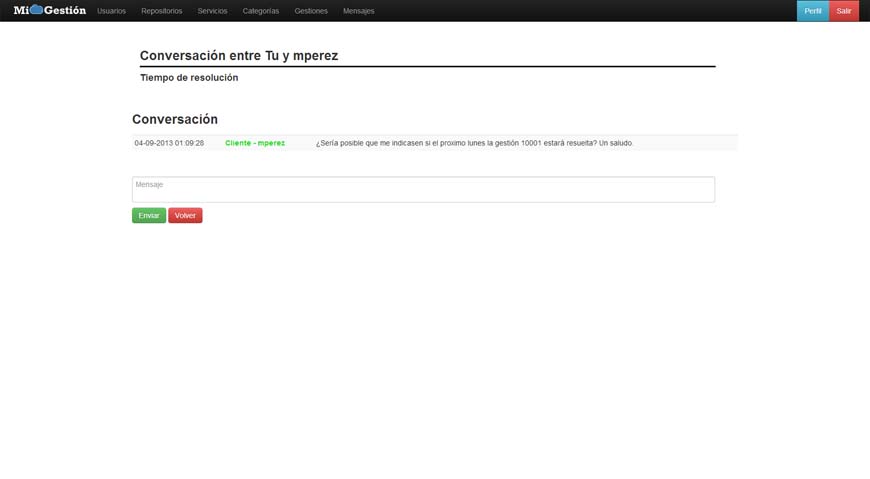 Mi Gestión Usuarios Repositorios Servicios Categorías Gestiones Mensajes Perfil Salir
Conversación entre Tu y mperez
Tiempo de resolución
Conversación
04-09-2013 01:09:28 Cliente - mperez ¿Sería posible que me indicasen si el proximo lunes la gestión 10001 estará resuelta? Un saludo.
Mensaje
Enviar Volver